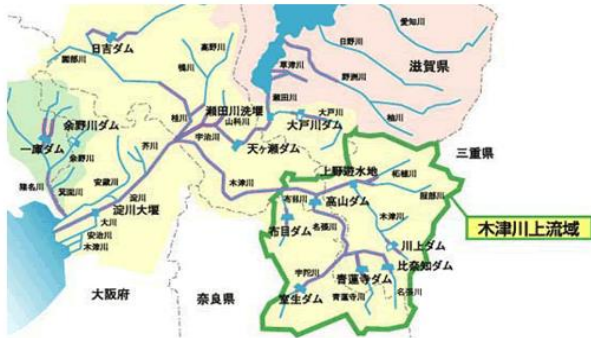 愛知川
日吉ダム
園部川
高野川
日野川
滋賀県
鴨川
草津川
野洲川
瀬田川
杣川
瀬田川洗堰
余野川ダム
桂川
山科川
大戸川
大戸川ダム
一庫ダム
余野川
芥川
宇治川
天ヶ瀬ダム
三重県
上野遊水地
柘植川
安威川
木津川
猪名川
箕面川
淀川
布目川
高山ダム
服部川
淀川大堰
大川
木津川
木津川上流域
布目ダム
名張川
安治川
川上ダム
木津川
比奈知ダム
宇陀川
大阪府
奈良県
室生ダム
青蓮寺ダム
青蓮寺川
名張川